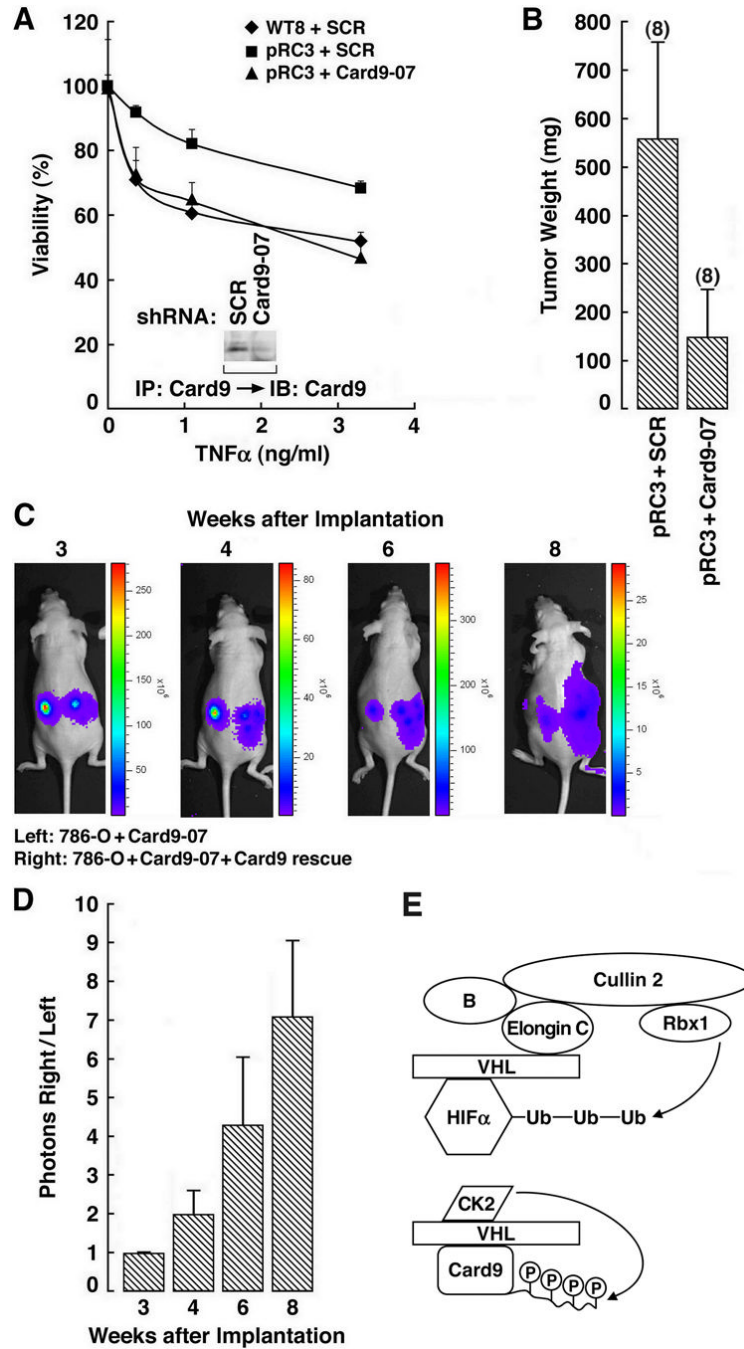 A
120
100
80
60
40
20
0
Viability (%)
WT8 + SCR
pRC3 + SCR
pRC3 + Card9-07
shRNA:
SCR
Card9-07
IP: Card9 → IB: Card9
0 1 2 3 4
TNFα (ng/ml)
B
800
700
600
500
400
300
200
100
0
Tumor Weight (mg)
(8)
(8)
pRC3 + SCR
pRC3 + Card9-07
C
Weeks after Implantation
3 4 6 8
250
200
150
100
50
x10⁶
80
60
40
20
x10⁶
300
200
100
x10⁶
25
20
15
10
5
x10⁶
Left: 786-O + Card9-07
Right: 786-O + Card9-07 + Card9 rescue
D
10
9
8
7
6
5
4
3
2
1
0
Photons Right / Left
3 4 6 8
Weeks after Implantation
E
Cullin 2
B
Elongin C
Rbx1
VHL
HIFα
Ub—Ub—Ub
CK2
VHL
Card9
P P P P